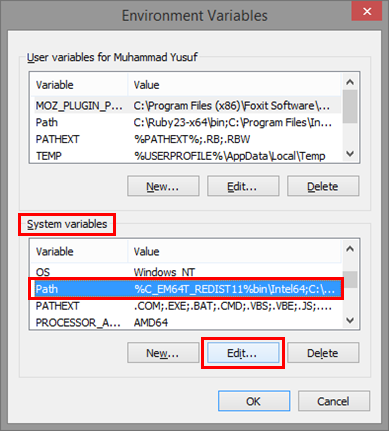 Environment Variables
User variables for Muhammad Yusuf
Variable Value
MOZ_PLUGIN_P... C:\Program Files (x86)\Foxit Software\...
Path C:\Ruby23-x64\bin;C:\Program Files\In...
PATHEXT %PATHEXT%;.RB;.RBW
TEMP %USERPROFILE%\AppData\Local\Temp
New... Edit... Delete
System variables
Variable Value
OS Windows_NT
Path %C_EM64T_REDIST11%bin\Intel64;C:\...
PATHEXT .COM;.EXE;.BAT;.CMD;.VBS;.VBE;.JS;....
PROCESSOR_A... AMD64
New... Edit... Delete
OK Cancel